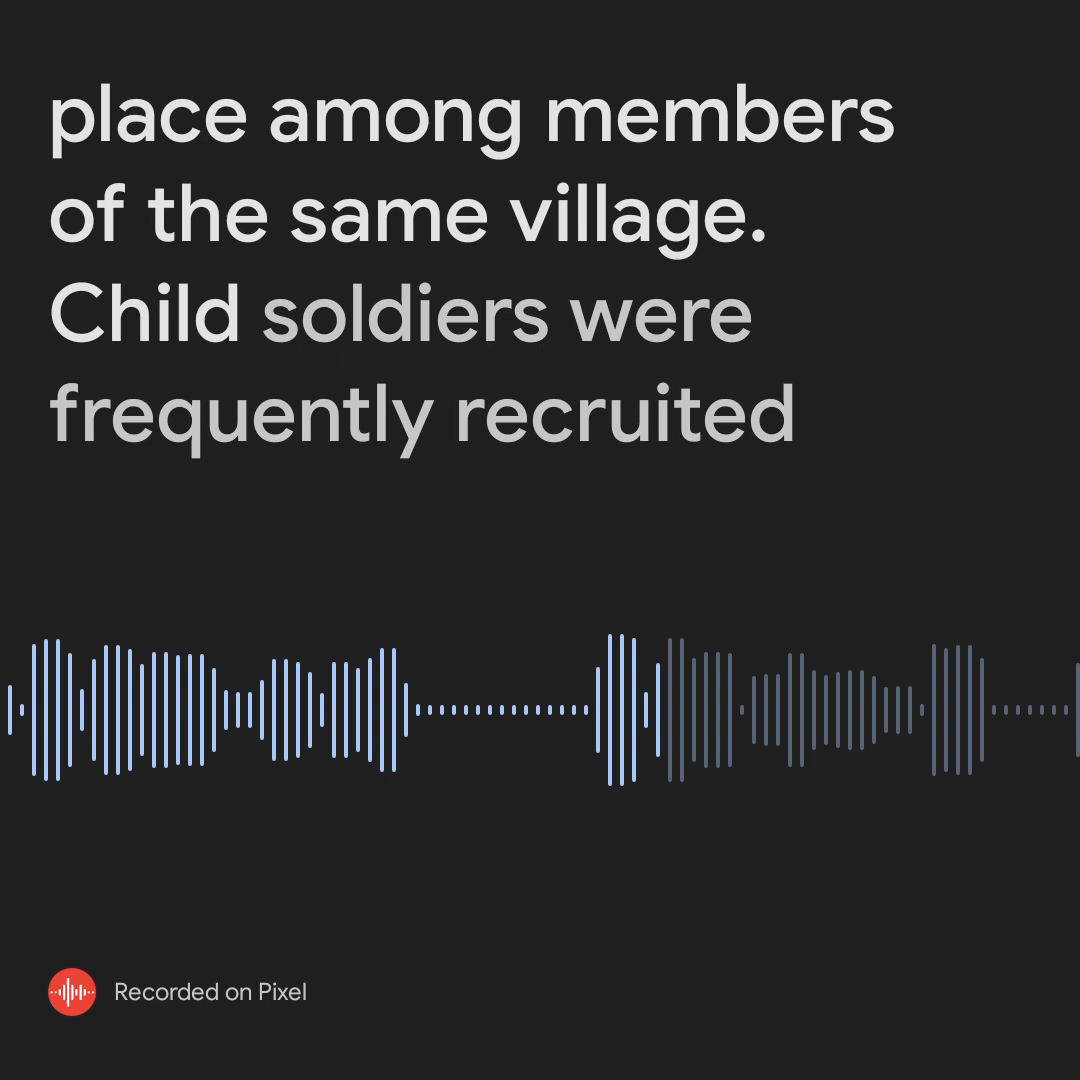 place among members
of the same village.
Child soldiers were
frequently recruited
Recorded on Pixel